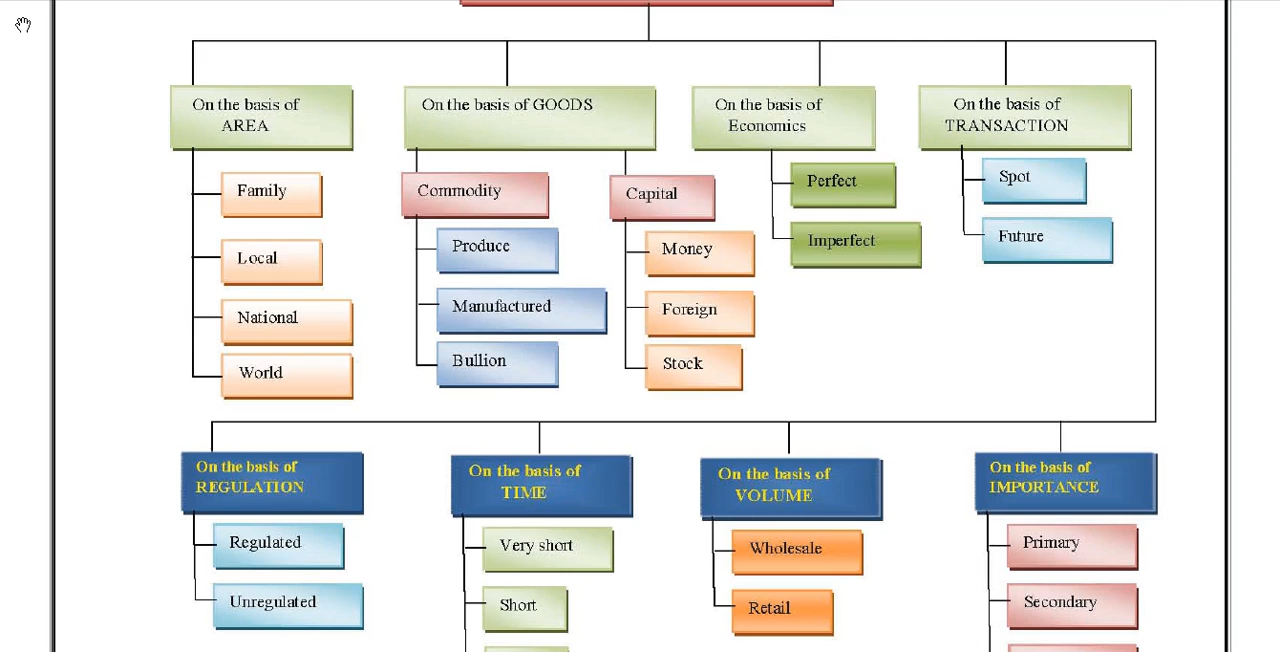 On the basis of
AREA
Family
Local
National
World
On the basis of GOODS
Commodity
Produce
Manufactured
Bullion
Capital
Money
Foreign
Stock
On the basis of
Economics
Perfect
Imperfect
On the basis of
TRANSACTION
Spot
Future
On the basis of
REGULATION
Regulated
Unregulated
On the basis of
TIME
Very short
Short
On the basis of
VOLUME
Wholesale
Retail
On the basis of
IMPORTANCE
Primary
Secondary